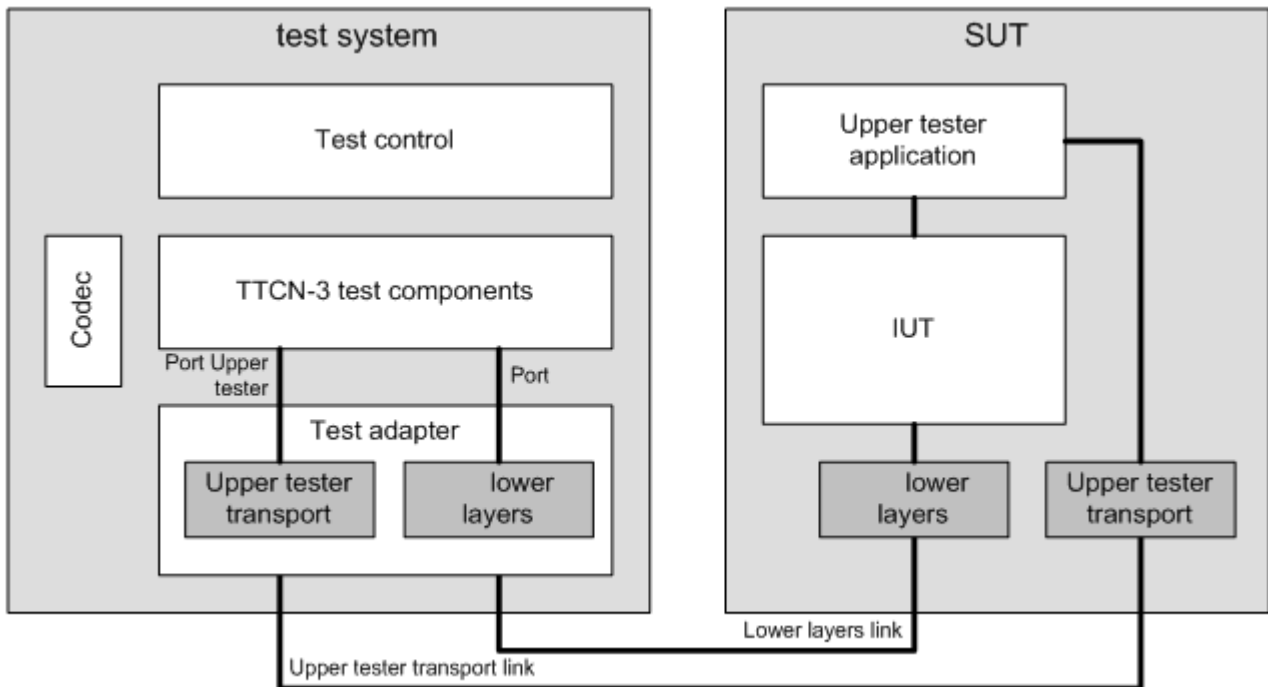 test system
Test control
Codec
TTCN-3 test components
Port Upper
tester
Port
Test adapter
Upper tester
transport
lower
layers
SUT
Upper tester
application
IUT
lower
layers
Upper tester
transport
Lower layers link
Upper tester transport link